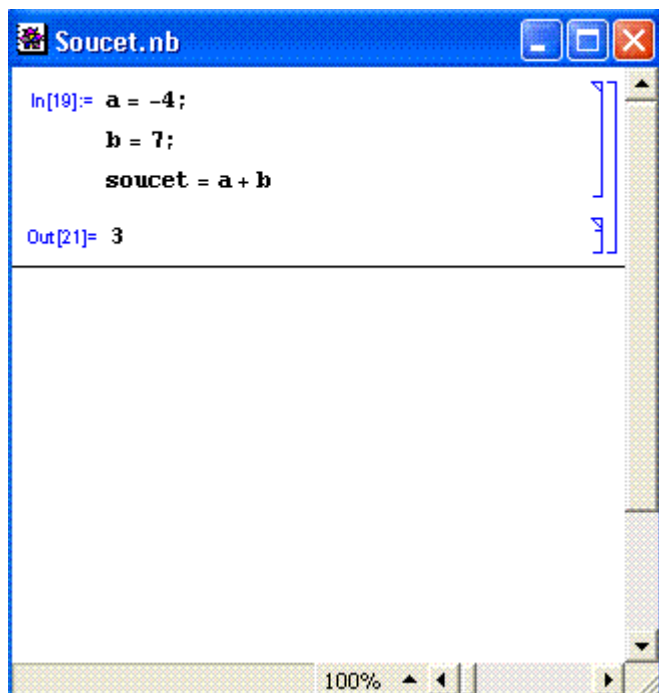 Soucet.nb
In[19]:= a = -4;
b = 7;
soucet = a + b
Out[21]= 3
100%